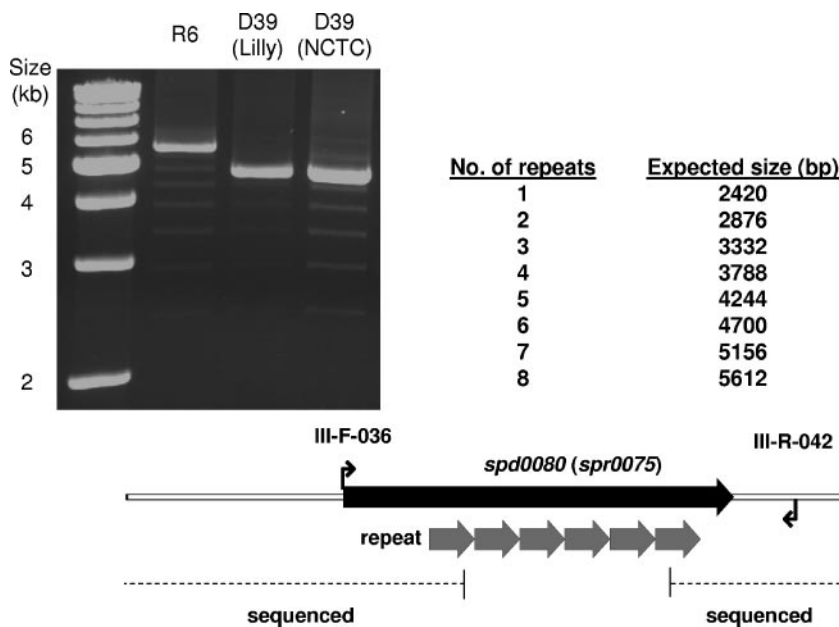 R6
D39
(Lilly)
D39
(NCTC)
Size
(kb)
6
5
4
3
2
No. of repeats Expected size (bp)
1 2420
2 2876
3 3332
4 3788
5 4244
6 4700
7 5156
8 5612
III-F-036
spd0080 (spr0075)
III-R-042
repeat
sequenced
sequenced